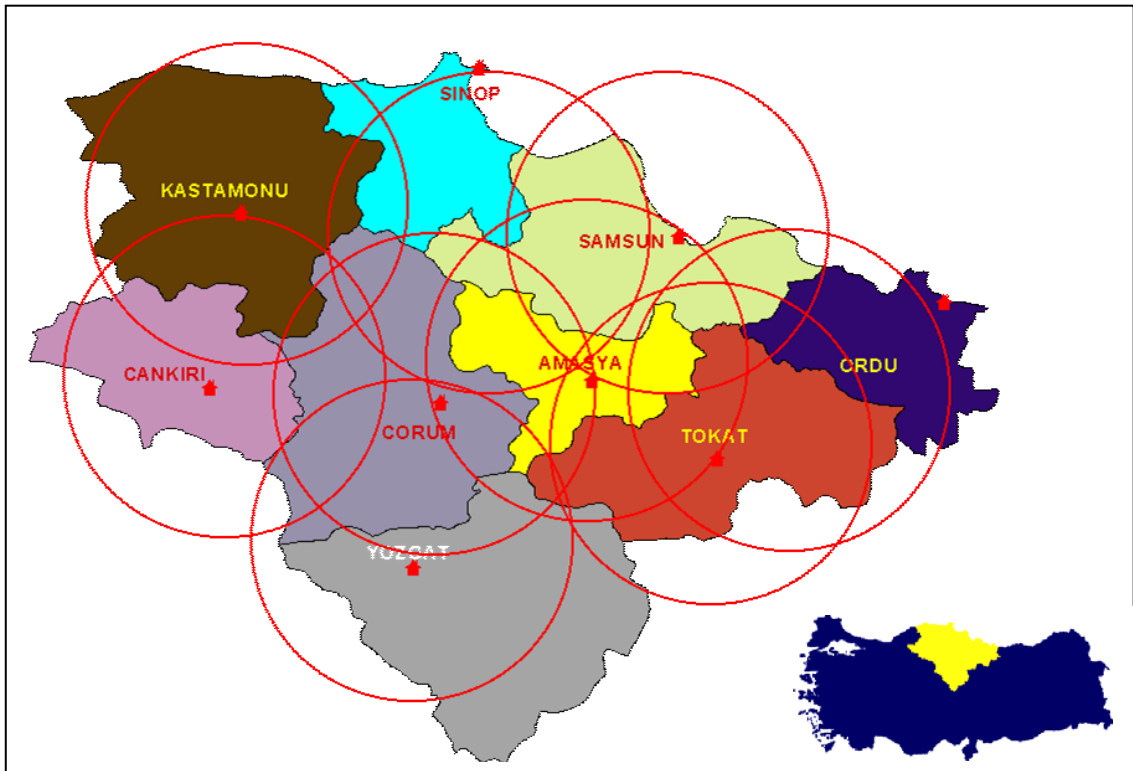 SINOP
KASTAMONU
SAMSUN
AMASYA
ORDU
CANKIRI
CORUM
TOKAT
YOZGAT